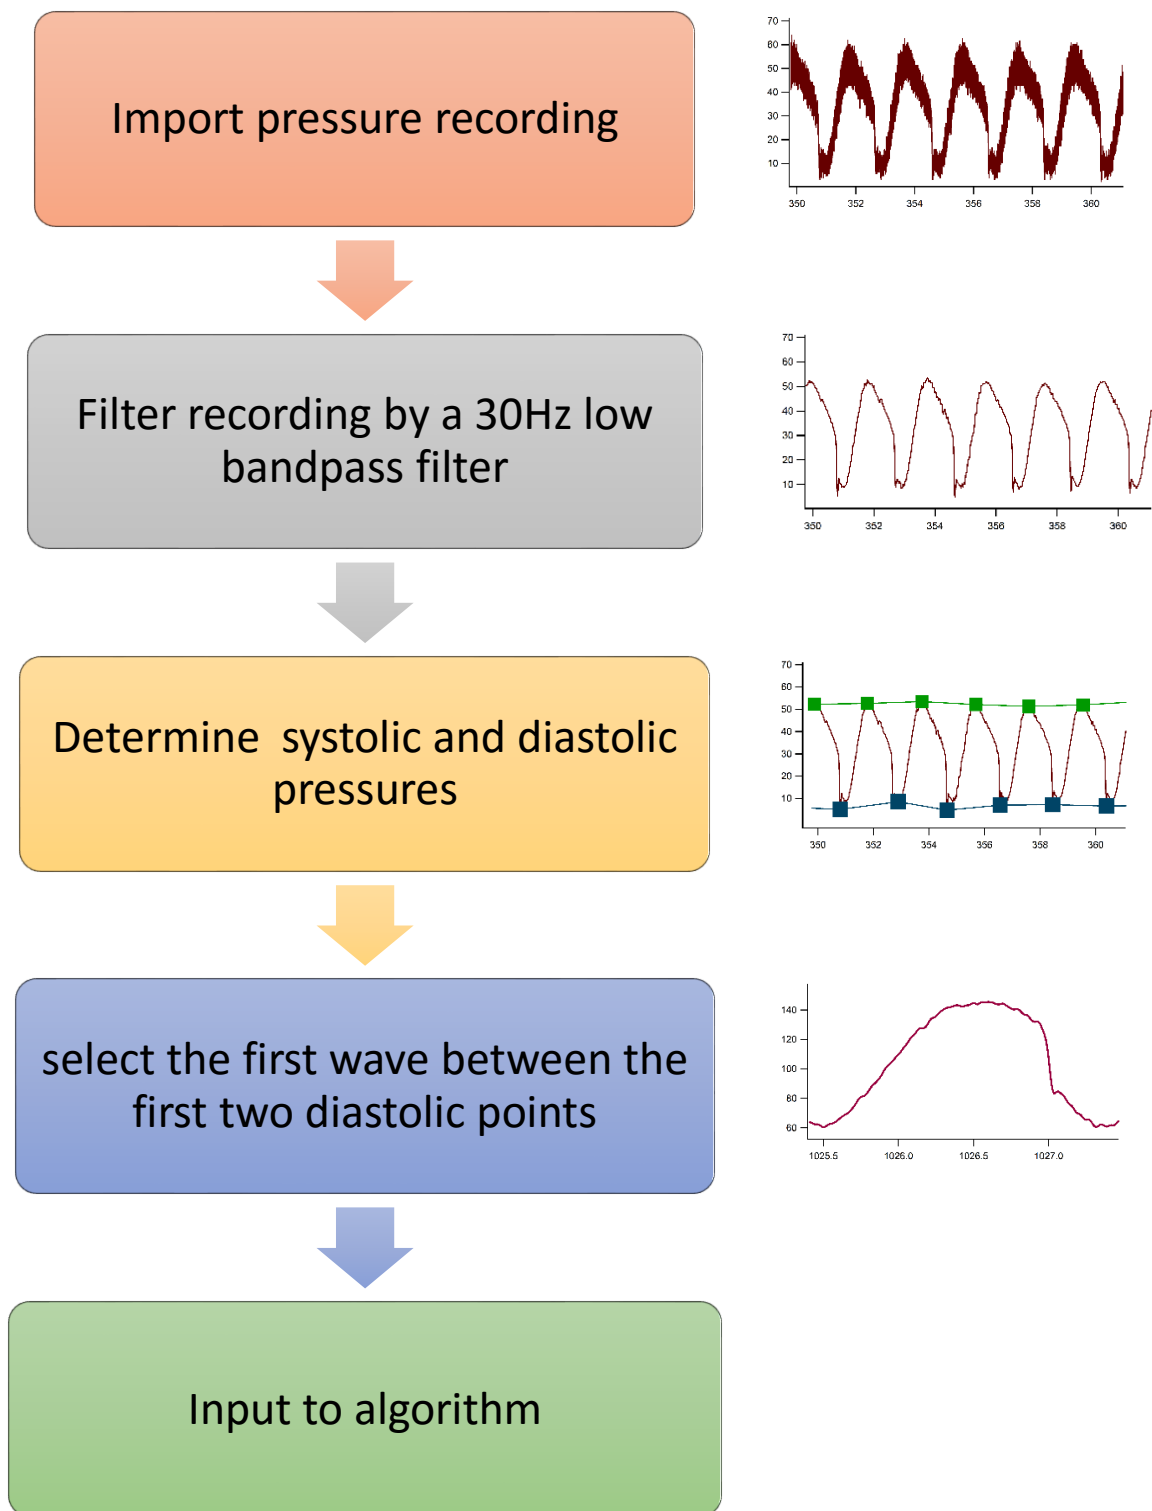 Import pressure recording
70
60
50
40
30
20
10
350 352 354 356 358 360
Filter recording by a 30Hz low
bandpass filter
70
60
50
40
30
20
10
350 352 354 356 358 360
Determine systolic and diastolic
pressures
70
60
50
40
30
20
10
350 352 354 356 358 360
select the first wave between the
first two diastolic points
140
120
100
80
60
1025.5 1026.0 1026.5 1027.0
Input to algorithm